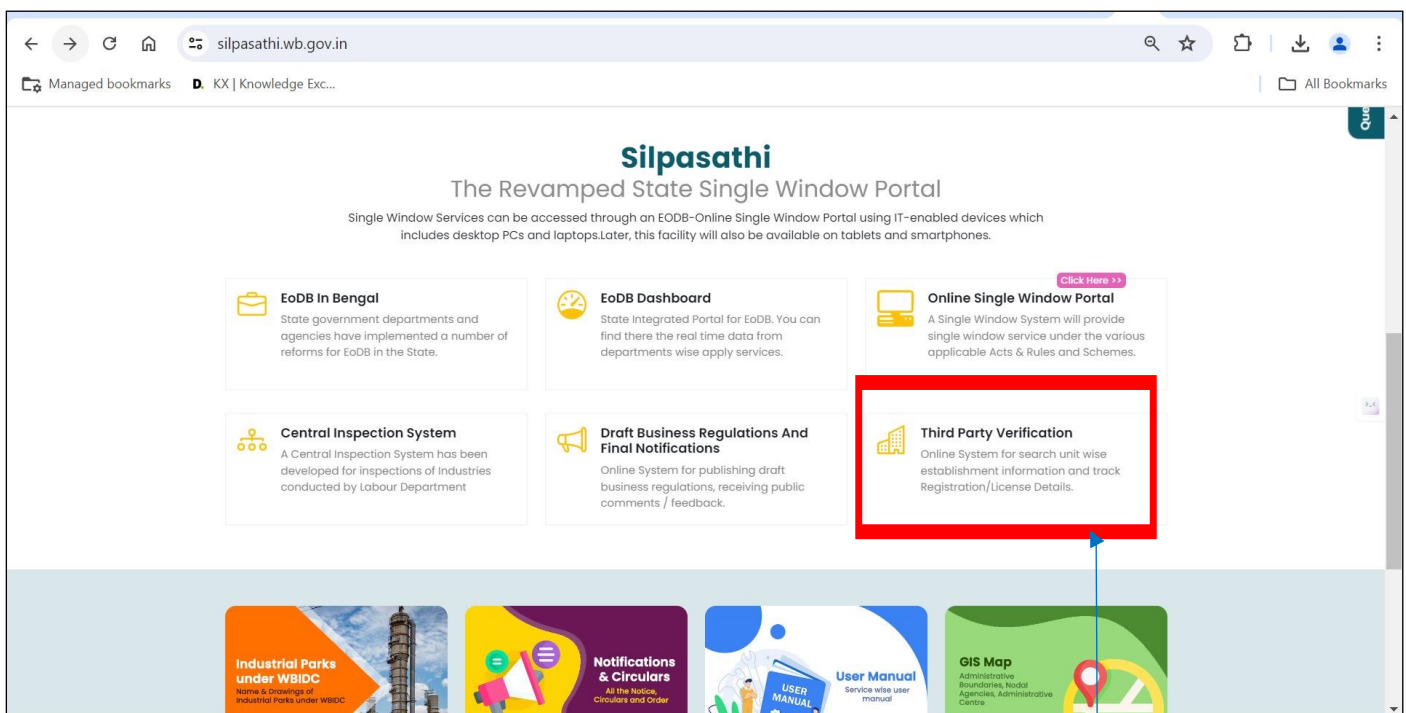 silpasathi.wb.gov.in
Managed bookmarks
D. KX | Knowledge Exc...
All Bookmarks
Que
Silpasathi
The Revamped State Single Window Portal
Single Window Services can be accessed through an EODB-Online Single Window Portal using IT-enabled devices which
includes desktop PCs and laptops.Later, this facility will also be available on tablets and smartphones.
EoDB In Bengal
State government departments and
agencies have implemented a number of
reforms for EoDB in the State.
EoDB Dashboard
State Integrated Portal for EoDB. You can
find there the real time data from
departments wise apply services.
Click Here >>
Online Single Window Portal
A Single Window System will provide
single window service under the various
applicable Acts & Rules and Schemes.
Central Inspection System
A Central Inspection System has been
developed for inspections of Industries
conducted by Labour Department
Draft Business Regulations And
Final Notifications
Online System for publishing draft
business regulations, receiving public
comments / feedback.
Third Party Verification
Online System for search unit wise
establishment information and track
Registration/License Details.
Industrial Parks
under WBIDC
Name & Drawings of
Industrial Parks under WBIDC
Notifications
& Circulars
All the Notice,
Circulars and Order
USER
MANUAL
User Manual
Service wise user
manual
GIS Map
Administrative
Boundaries, Nodal
Agencies, Administrative
Centre